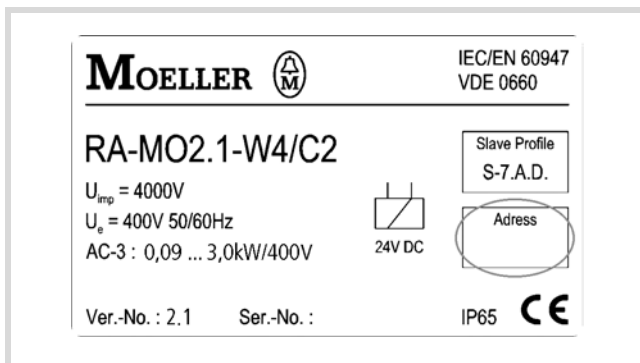 MOELLER
IEC/EN 60947
VDE 0660
RA-MO2.1-W4/C2
Uimp = 4000V
Ue = 400V 50/60Hz
AC-3 : 0,09 ... 3,0kW/400V
24V DC
Slave Profile
S-7.A.D.
Adress
Ver.-No. : 2.1 Ser.-No. :
IP65 CE